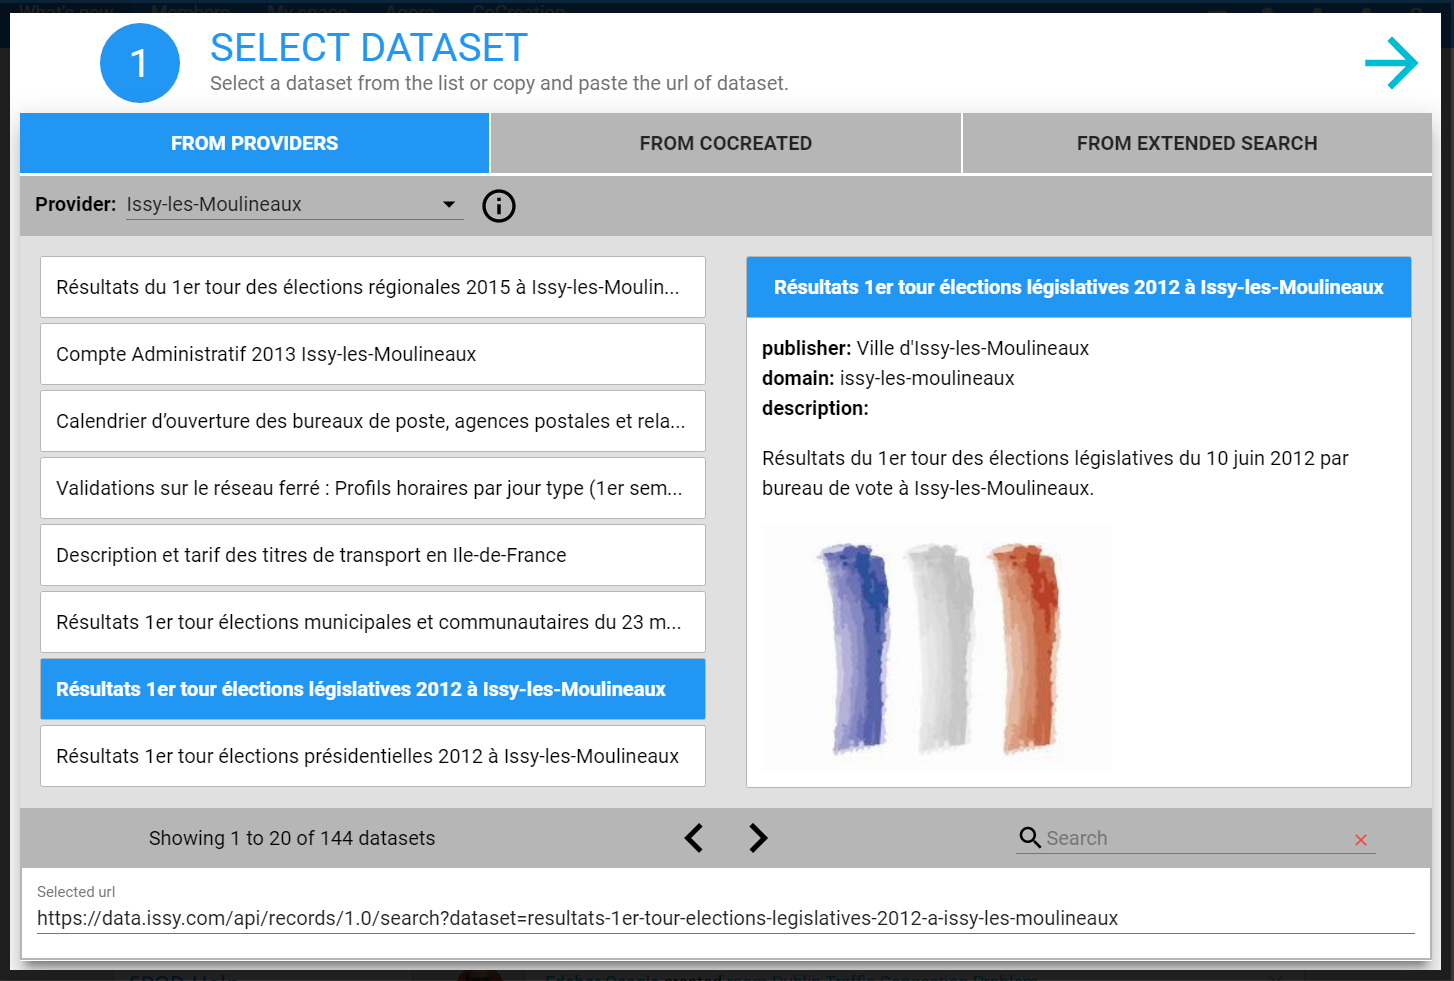 What's new Members My space Agora CoCreation
1
SELECT DATASET
Select a dataset from the list or copy and paste the url of dataset.
FROM PROVIDERS
FROM COCREATED
FROM EXTENDED SEARCH
Provider: Issy-les-Moulineaux
Résultats du 1er tour des élections régionales 2015 à Issy-les-Moulin...
Compte Administratif 2013 Issy-les-Moulineaux
Calendrier d’ouverture des bureaux de poste, agences postales et rela...
Validations sur le réseau ferré : Profils horaires par jour type (1er sem...
Description et tarif des titres de transport en Ile-de-France
Résultats 1er tour élections municipales et communautaires du 23 m...
Résultats 1er tour élections législatives 2012 à Issy-les-Moulineaux
Résultats 1er tour élections présidentielles 2012 à Issy-les-Moulineaux
Résultats 1er tour élections législatives 2012 à Issy-les-Moulineaux
publisher: Ville d'Issy-les-Moulineaux
domain: issy-les-moulineaux
description:
Résultats du 1er tour des élections législatives du 10 juin 2012 par
bureau de vote à Issy-les-Moulineaux.
Showing 1 to 20 of 144 datasets
Search
Selected url
https://data.issy.com/api/records/1.0/search?dataset=resultats-1er-tour-elections-legislatives-2012-a-issy-les-moulineaux